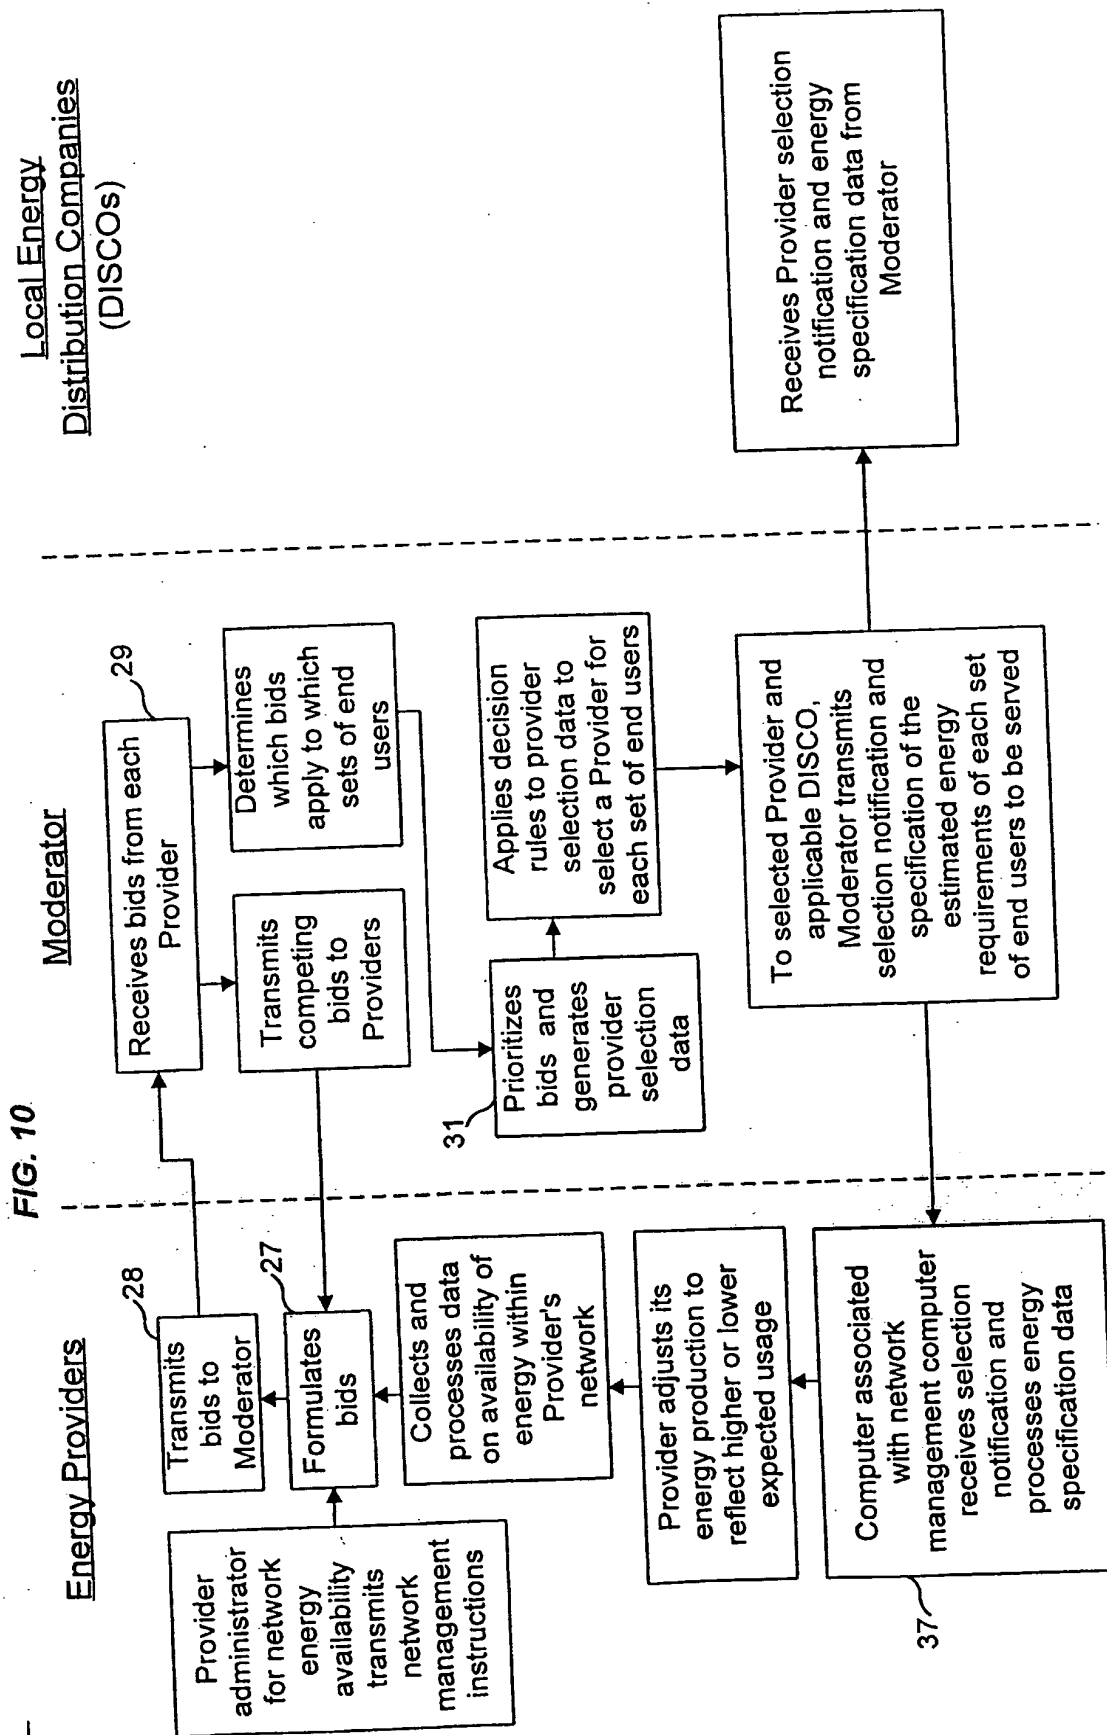 FIG. 10
Energy Providers
Moderator
Local Energy
Distribution Companies
(DISCOs)
Provider
administrator
for network
energy
availability
transmits
network
management
instructions
28
Transmits
bids to
Moderator
27
Formulates
bids
Collects and
processes data
on availability of
energy within
Provider's
network
Provider adjusts its
energy production to
reflect higher or lower
expected usage
Computer associated
with network
management computer
receives selection
notification and
processes energy
specification data
37
29
Receives bids from each
Provider
Transmits
competing
bids to
Providers
Determines
which bids
apply to which
sets of end
users
31
Prioritizes
bids and
generates
provider
selection
data
Applies decision
rules to provider
selection data to
select a Provider for
each set of end users
To selected Provider and
applicable DISCO,
Moderator transmits
selection notification and
specification of the
estimated energy
requirements of each set
of end users to be served
Receives Provider selection
notification and energy
specification data from
Moderator